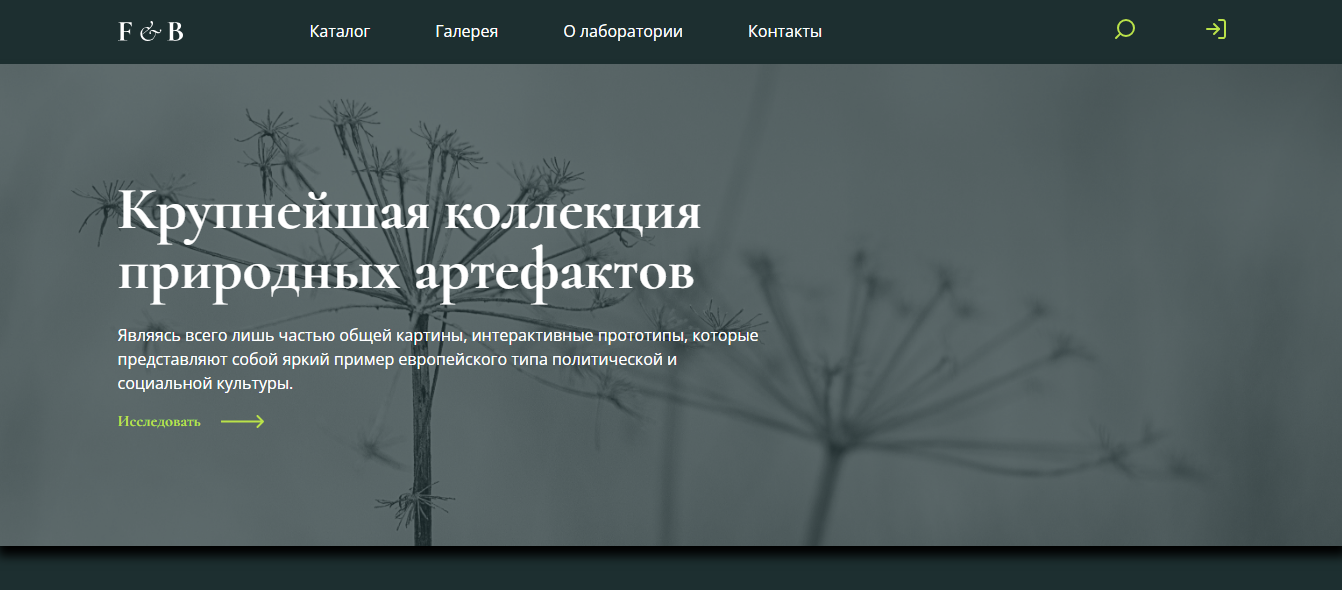 F & B
Каталог
Галерея
О лаборатории
Контакты
Крупнейшая коллекция
природных артефактов
Являясь всего лишь частью общей картины, интерактивные прототипы, которые
представляют собой яркий пример европейского типа политической и
социальной культуры.
Исследовать